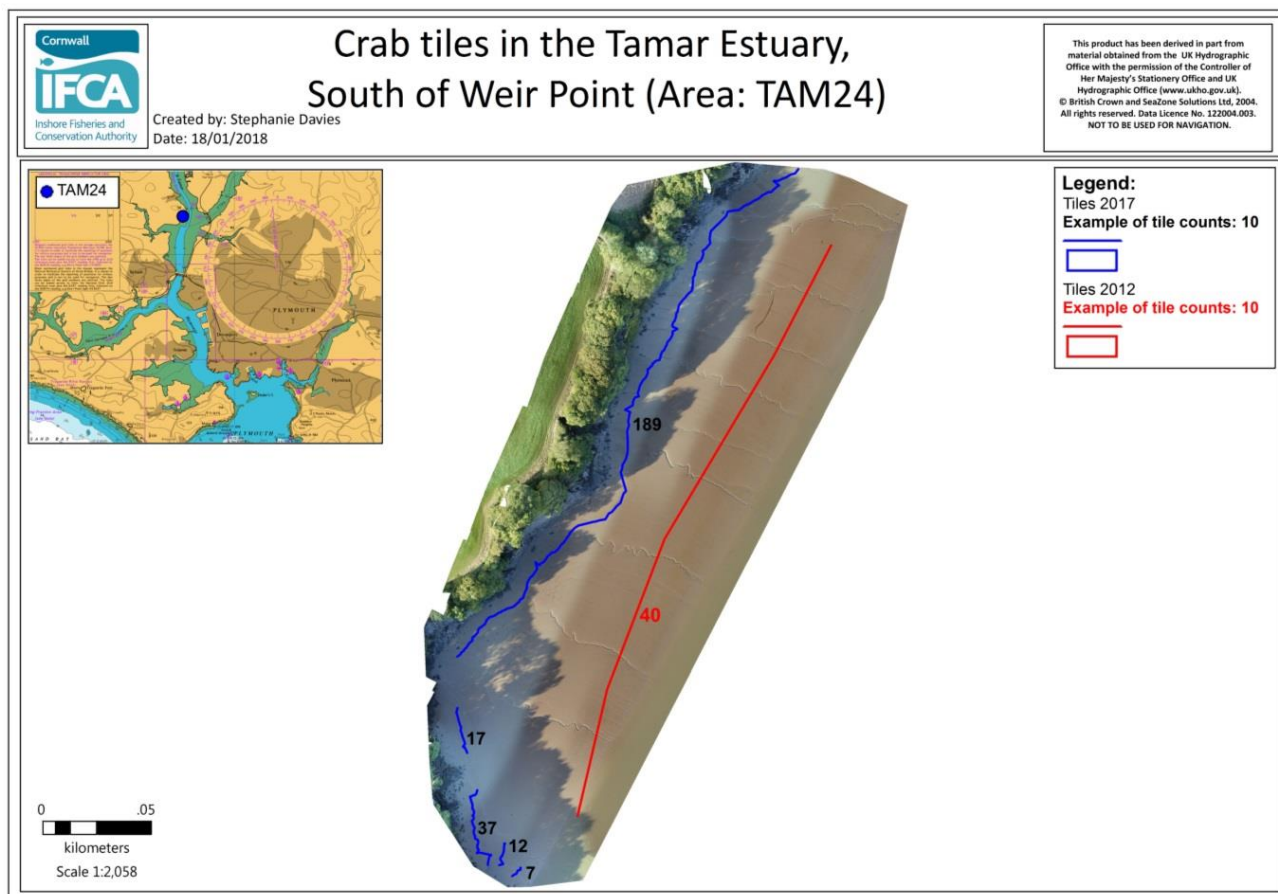 Cornwall
IFCA
Inshore Fisheries and
Conservation Authority
Crab tiles in the Tamar Estuary,
South of Weir Point (Area: TAM24)
Created by: Stephanie Davies
Date: 18/01/2018
This product has been derived in part from
material obtained from the UK Hydrographic
Office with the permission of the Controller of
Her Majesty's Stationery Office and UK
Hydrographic Office (www.ukho.gov.uk).
© British Crown and SeaZone Solutions Ltd, 2004.
All rights reserved. Data Licence No. 122004.003.
NOT TO BE USED FOR NAVIGATION.
TAM24
PLYMOUTH
PLYMOUTH
Legend:
Tiles 2017
Example of tile counts: 10
Tiles 2012
Example of tile counts: 10
189
40
17
37
12
7
0 .05
kilometers
Scale 1:2,058